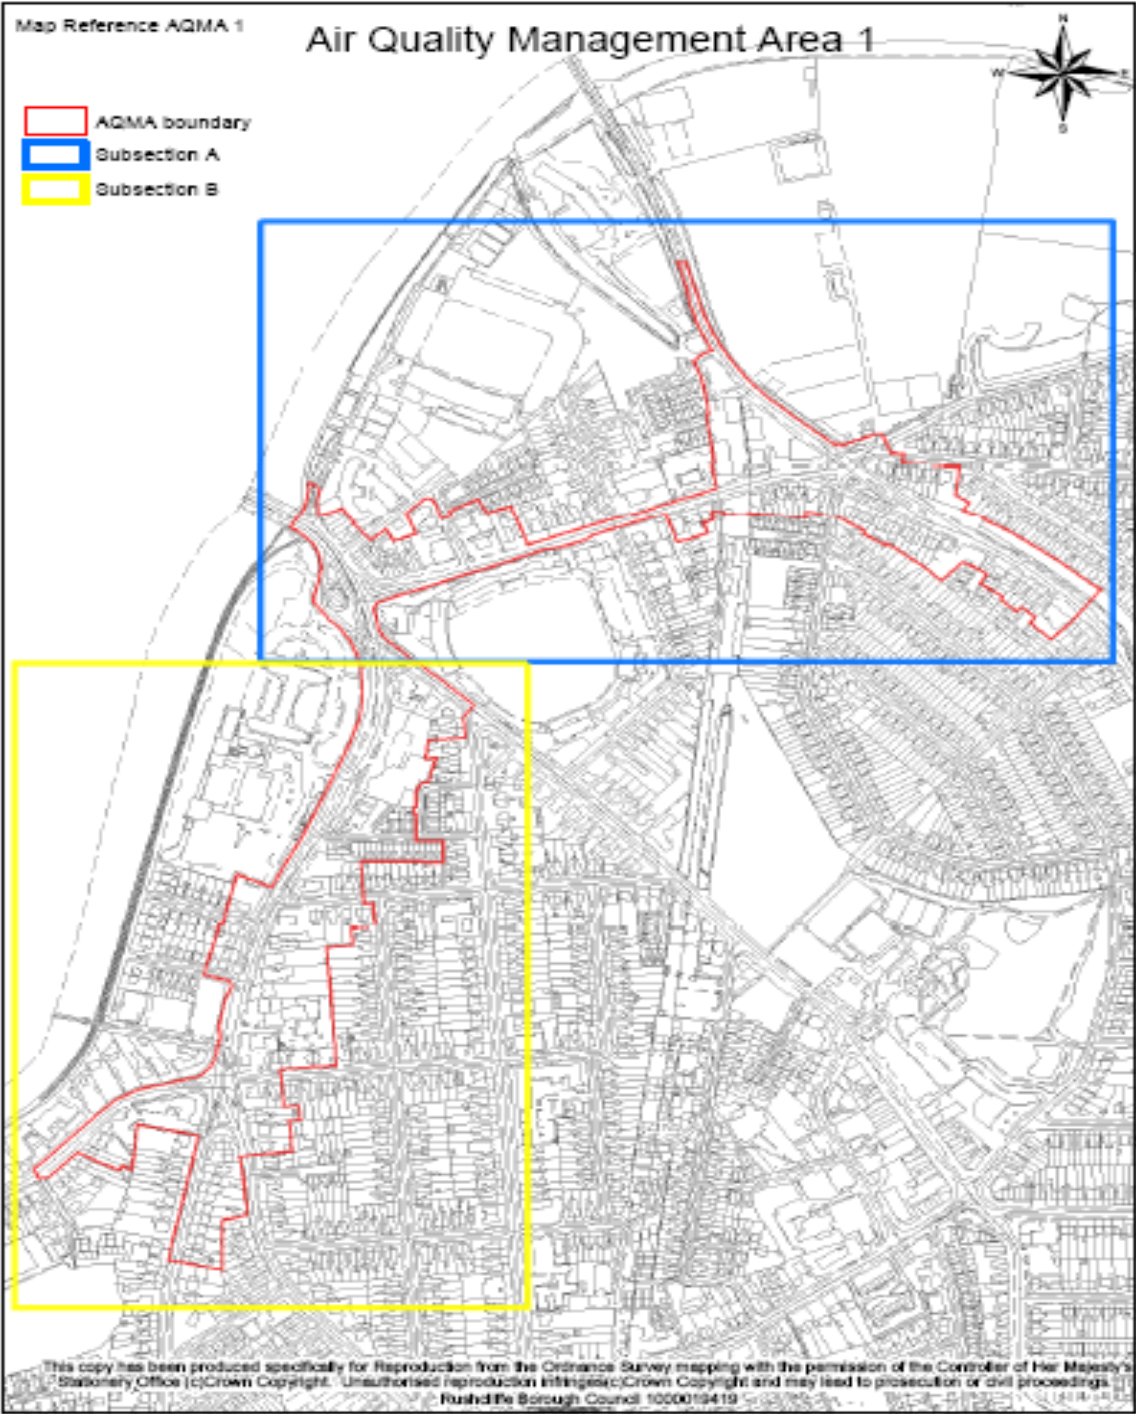 Map Reference AQMA 1
Air Quality Management Area 1
N
W E
S
AQMA boundary
Subsection A
Subsection B
This copy has been produced specifically for Reproduction from the Ordnance Survey mapping with the permission of the Controller of Her Majesty's
Stationery Office (c)Crown Copyright. Unauthorised reproduction infringes(c)Crown Copyright and may lead to prosecution or civil proceedings.
Rushcliffe Borough Council 1000019419